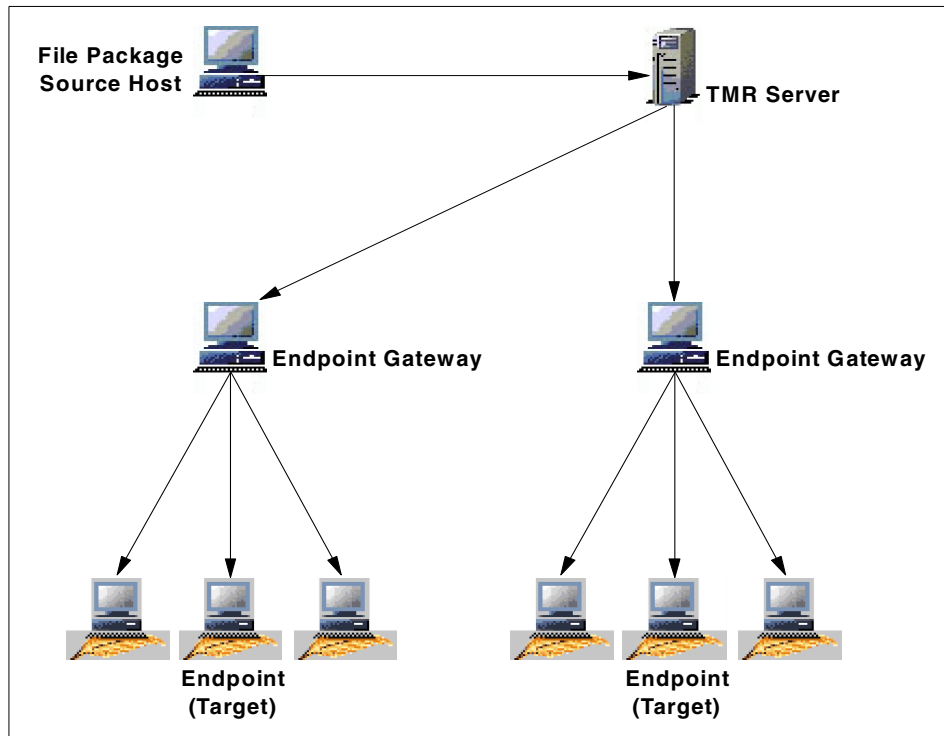 File Package
Source Host
TMR Server
Endpoint Gateway
Endpoint Gateway
Endpoint
(Target)
Endpoint
(Target)